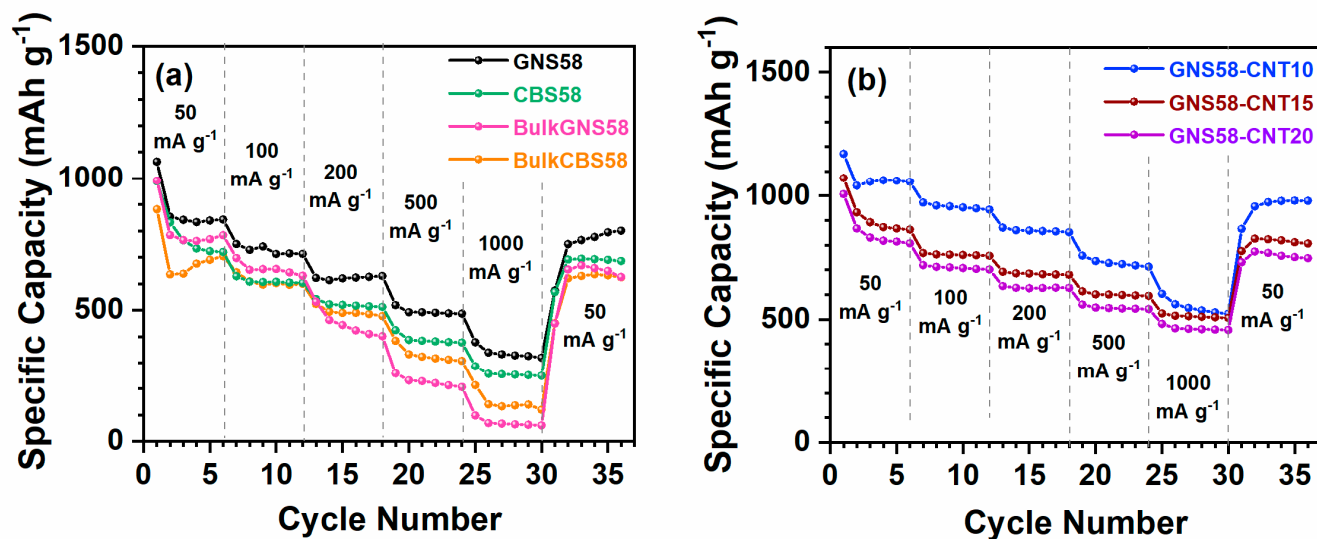 (a)
GNS58
CBS58
BulkGNS58
BulkCBS58
50
mA g⁻¹
100
mA g⁻¹
200
mA g⁻¹
500
mA g⁻¹
1000
mA g⁻¹
50
mA g⁻¹
1500
1000
500
0
0 5 10 15 20 25 30 35
Specific Capacity (mAh g⁻¹)
Cycle Number
(b)
GNS58-CNT10
GNS58-CNT15
GNS58-CNT20
50
mA g⁻¹
100
mA g⁻¹
200
mA g⁻¹
500
mA g⁻¹
1000
mA g⁻¹
50
mA g⁻¹
1500
1000
500
0
0 5 10 15 20 25 30 35
Specific Capacity (mAh g⁻¹)
Cycle Number